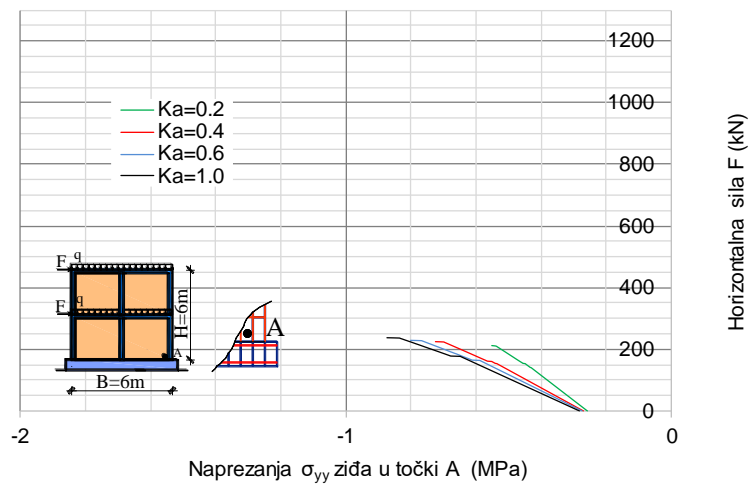 1200
1000
800
600
400
200
0
Horizontalna sila F (kN)
Ka=0.2
Ka=0.4
Ka=0.6
Ka=1.0
F q
F q
H=6m
A
B=6m
A
-2 -1 0
Naprezanja σyy ziđa u točki A (MPa)